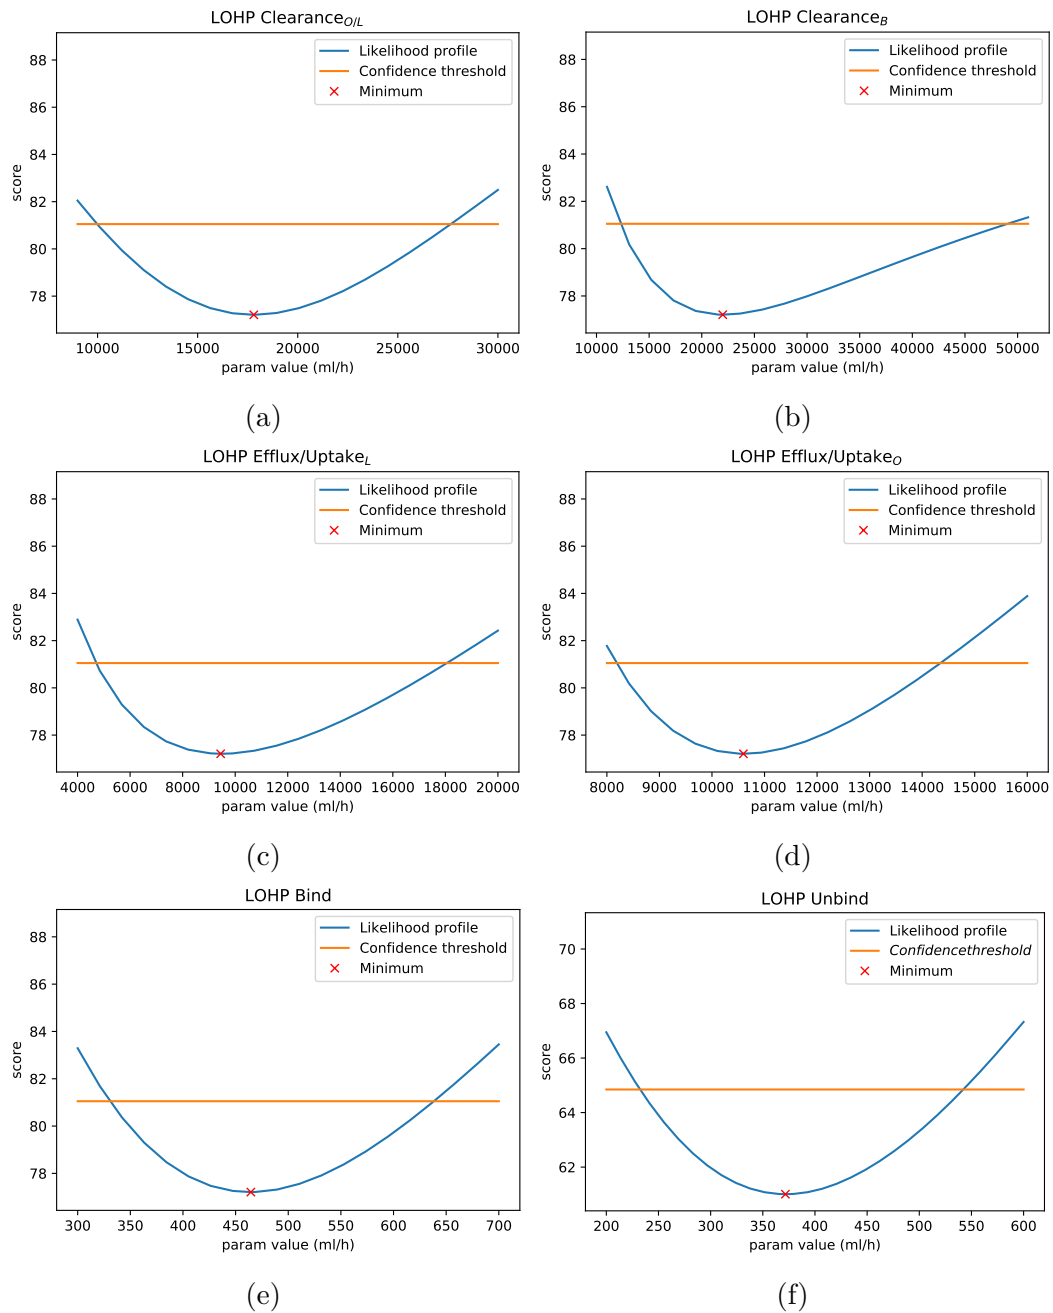 LOHP Clearance_{O/L}
88
86
84
82
80
78
score
Likelihood profile
Confidence threshold
Minimum
10000 15000 20000 25000 30000
param value (ml/h)
(a)
LOHP Clearance_B
88
86
84
82
80
78
score
Likelihood profile
Confidence threshold
Minimum
10000 15000 20000 25000 30000 35000 40000 45000 50000
param value (ml/h)
(b)
LOHP Efflux/Uptake_L
88
86
84
82
80
78
score
Likelihood profile
Confidence threshold
Minimum
4000 6000 8000 10000 12000 14000 16000 18000 20000
param value (ml/h)
(c)
LOHP Efflux/Uptake_O
88
86
84
82
80
78
score
Likelihood profile
Confidence threshold
Minimum
8000 9000 10000 11000 12000 13000 14000 15000 16000
param value (ml/h)
(d)
LOHP Bind
88
86
84
82
80
78
score
Likelihood profile
Confidence threshold
Minimum
300 350 400 450 500 550 600 650 700
param value (ml/h)
(e)
LOHP Unbind
70
68
66
64
62
score
Likelihood profile
Confidencethreshold
Minimum
200 250 300 350 400 450 500 550 600
param value (ml/h)
(f)